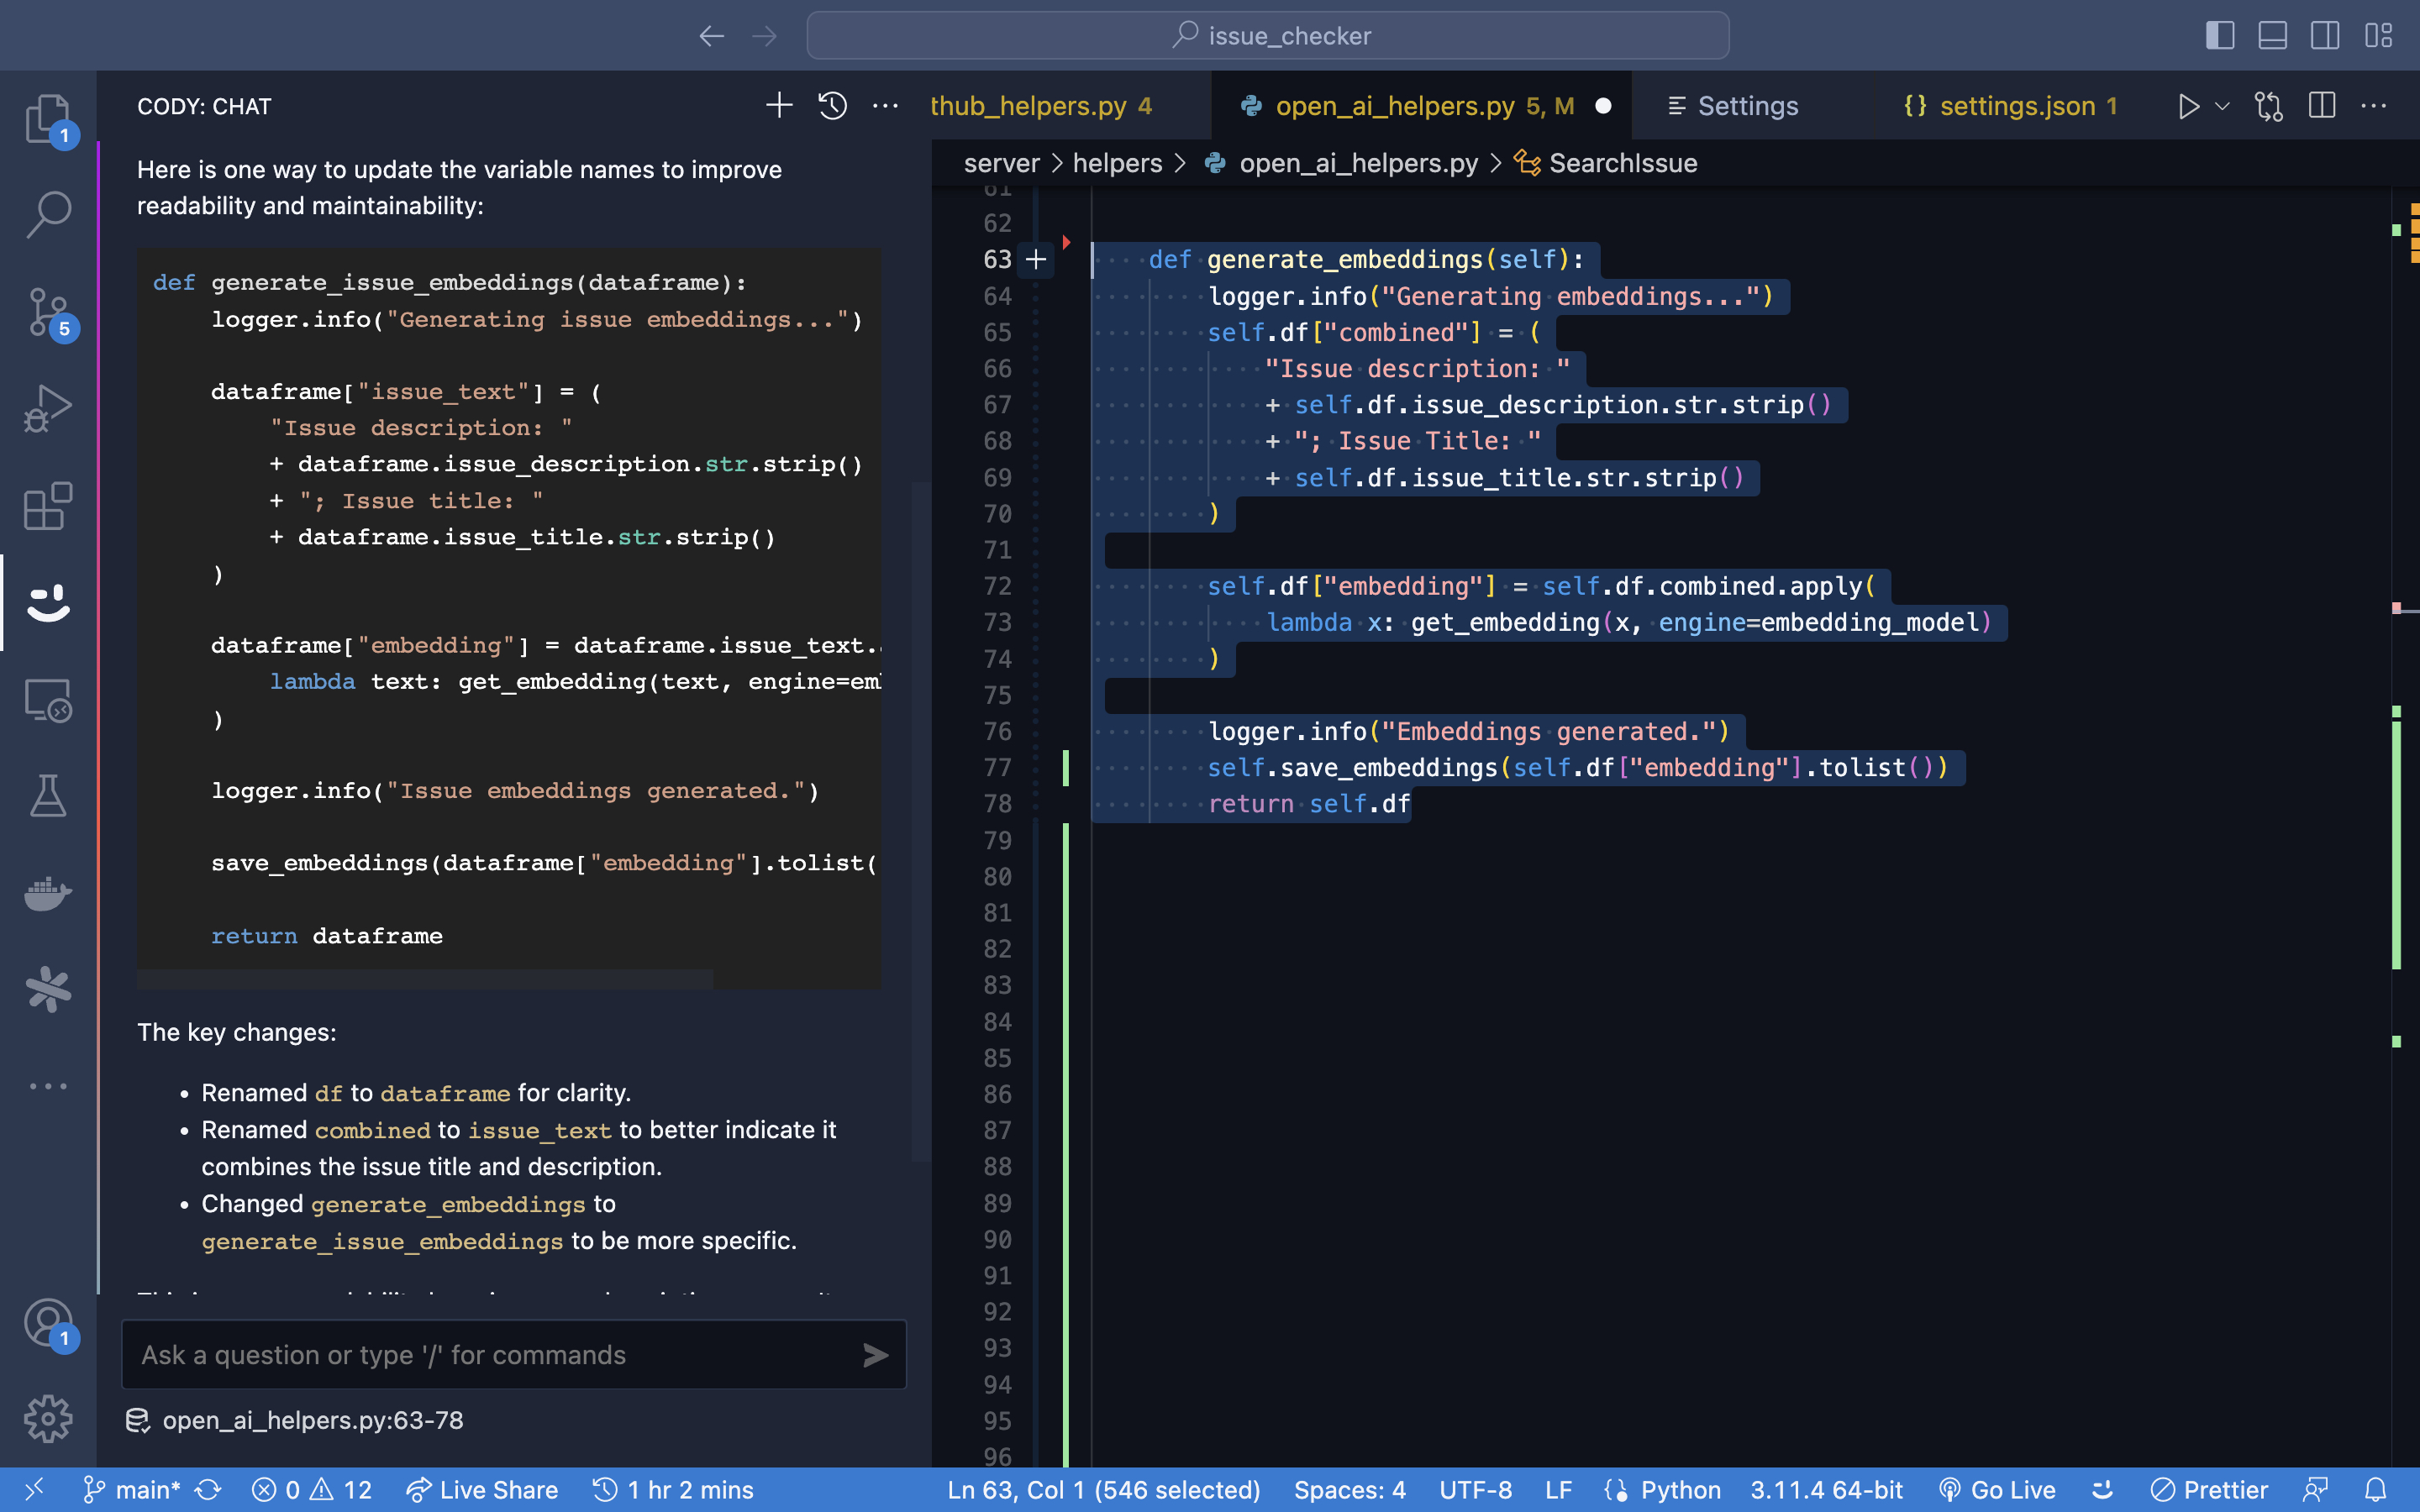 issue_checker
CODY: CHAT
thub_helpers.py 4
open_ai_helpers.py 5, M
Settings
{} settings.json 1
server > helpers > open_ai_helpers.py > SearchIssue
1
5
1
Here is one way to update the variable names to improve
readability and maintainability:
def generate_issue_embeddings(dataframe):
logger.info("Generating issue embeddings...")
dataframe["issue_text"] = (
"Issue description: "
+ dataframe.issue_description.str.strip()
+ "; Issue title: "
+ dataframe.issue_title.str.strip()
)
dataframe["embedding"] = dataframe.issue_text.
lambda text: get_embedding(text, engine=em
)
logger.info("Issue embeddings generated.")
save_embeddings(dataframe["embedding"].tolist(
return dataframe
The key changes:
• Renamed df to dataframe for clarity.
• Renamed combined to issue_text to better indicate it
combines the issue title and description.
• Changed generate_embeddings to
generate_issue_embeddings to be more specific.
Ask a question or type '/' for commands
open_ai_helpers.py:63-78
61
62
63 def generate_embeddings(self):
64 logger.info("Generating embeddings...")
65 self.df["combined"] = (
66 "Issue description: "
67 + self.df.issue_description.str.strip()
68 + "; Issue Title: "
69 + self.df.issue_title.str.strip()
70 )
71
72 self.df["embedding"] = self.df.combined.apply(
73 lambda x: get_embedding(x, engine=embedding_model)
74 )
75
76 logger.info("Embeddings generated.")
77 self.save_embeddings(self.df["embedding"].tolist())
78 return self.df
79
80
81
82
83
84
85
86
87
88
89
90
91
92
93
94
95
96
main* 0 12 Live Share 1 hr 2 mins Ln 63, Col 1 (546 selected) Spaces: 4 UTF-8 LF Python 3.11.4 64-bit Go Live Prettier